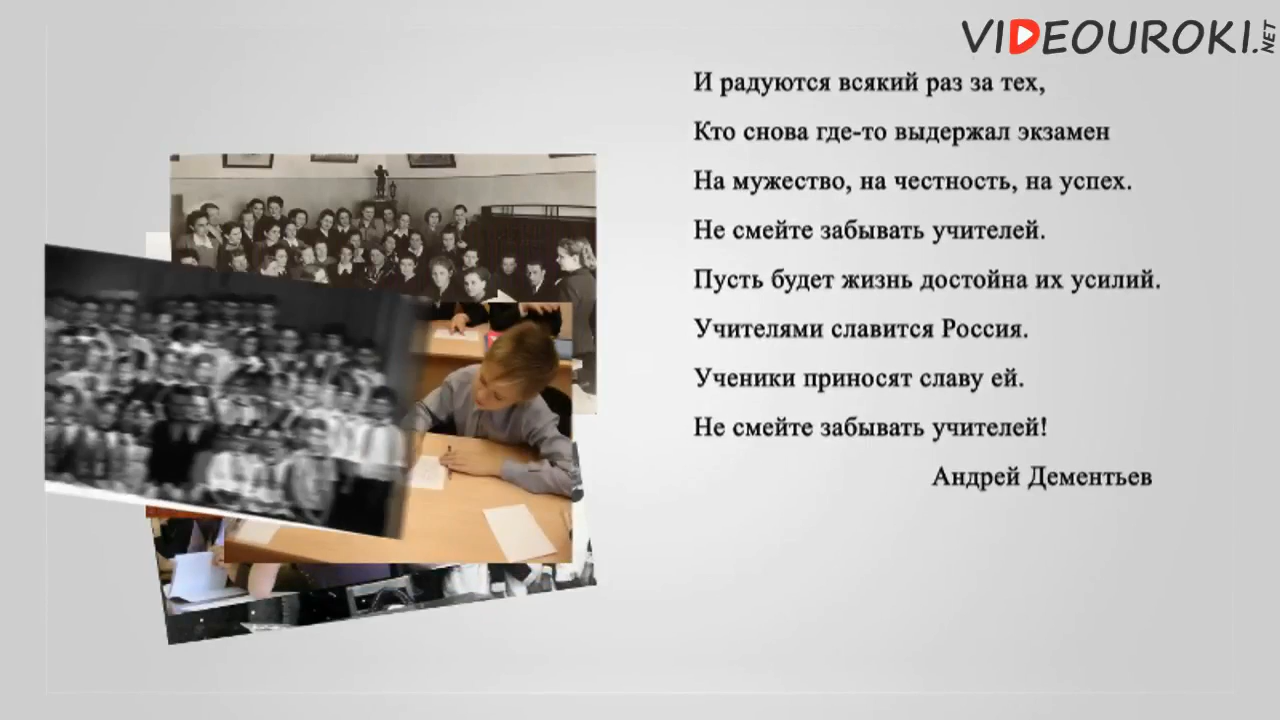 VIDEOUROKI.NET
И радуются всякий раз за тех,
Кто снова где-то выдержал экзамен
На мужество, на честность, на успех.
Не смейте забывать учителей.
Пусть будет жизнь достойна их усилий.
Учителями славится Россия.
Ученики приносят славу ей.
Не смейте забывать учителей!
Андрей Дементьев